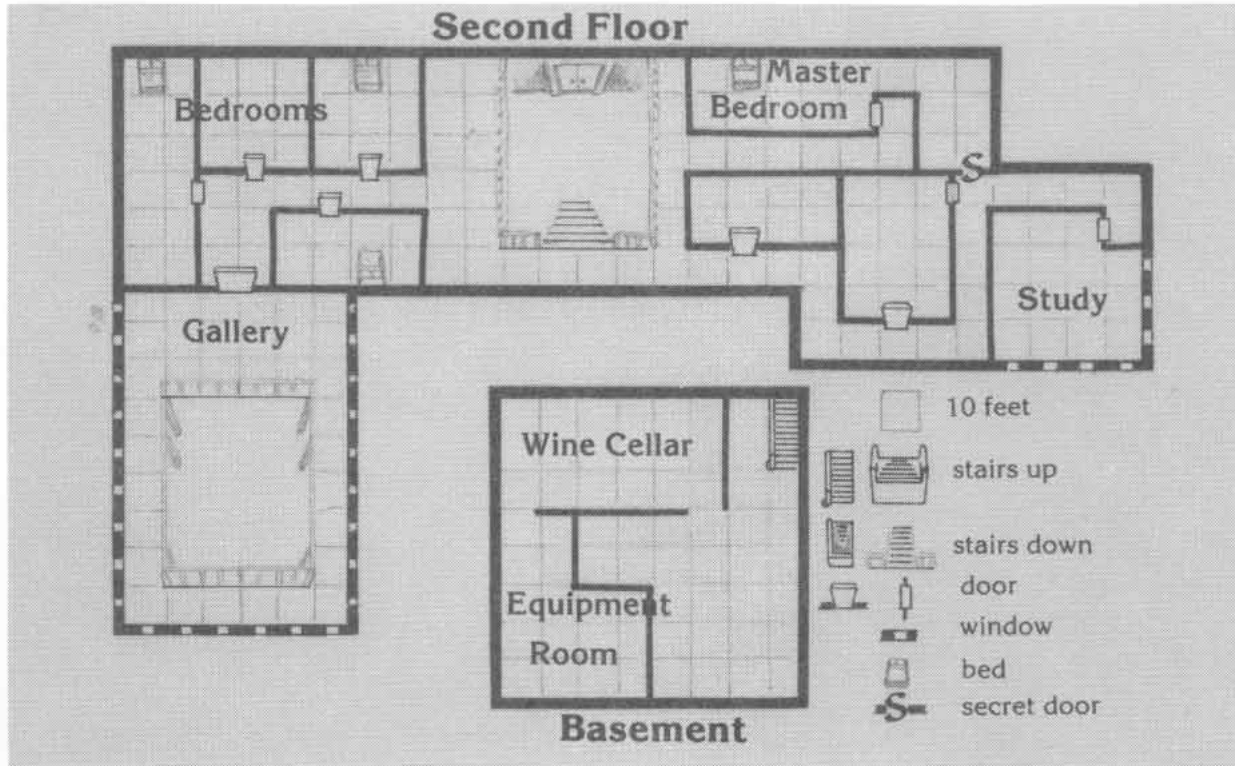 Second Floor
Bedrooms
Master
Bedroom
S
Gallery
Study
10 feet
Wine Cellar
stairs up
stairs down
door
Equipment
Room
window
bed
S
secret door
Basement